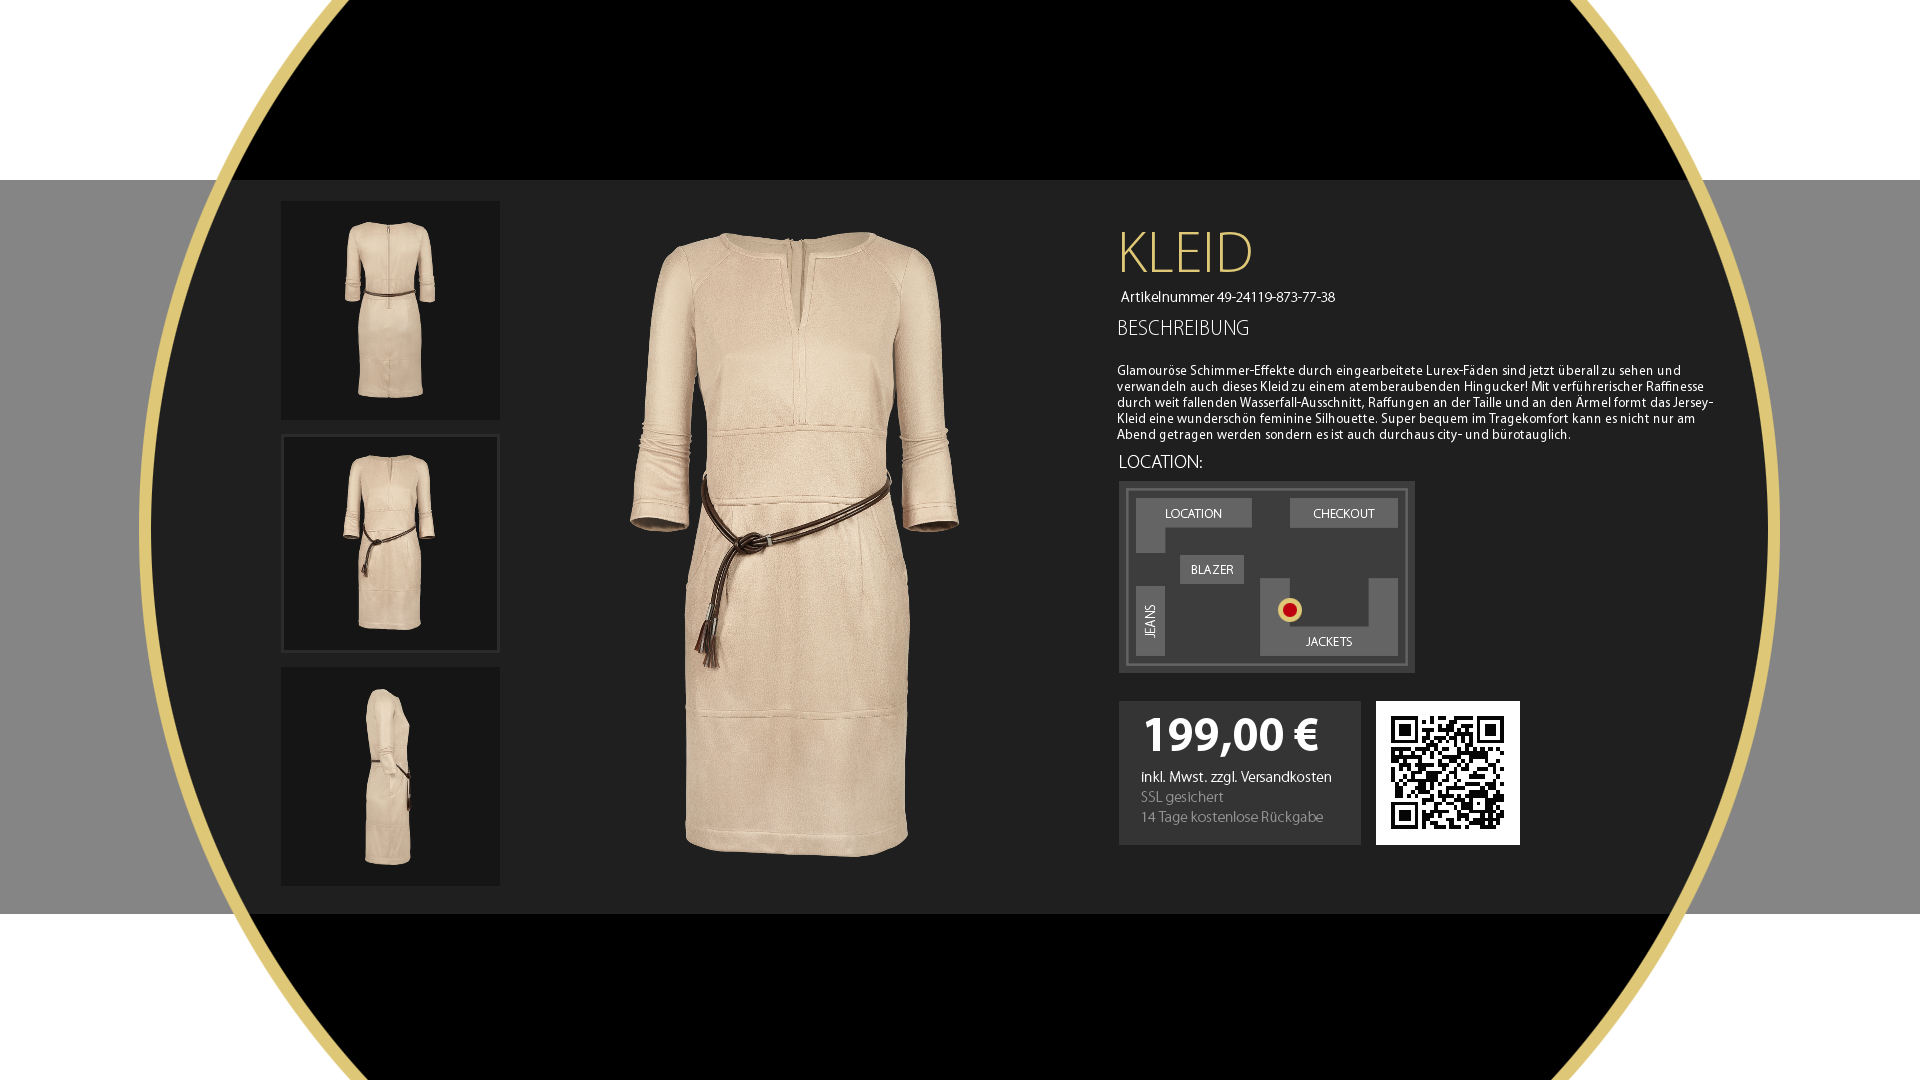 KLEID
Artikelnummer 49-24119-873-77-38
BESCHREIBUNG
Glamouröse Schimmer-Effekte durch eingearbeitete Lurex-Fäden sind jetzt überall zu sehen und
verwandeln auch dieses Kleid zu einem atemberaubenden Hingucker! Mit verführerischer Raffinesse
durch weit fallenden Wasserfall-Ausschnitt, Raffungen an der Taille und an den Ärmel formt das Jersey-
Kleid eine wunderschön feminine Silhouette. Super bequem im Tragekomfort kann es nicht nur am
Abend getragen werden sondern es ist auch durchaus city- und bürotauglich.
LOCATION:
LOCATION
CHECKOUT
BLAZER
JEANS
JACKETS
199,00 €
inkl. Mwst. zzgl. Versandkosten
SSL gesichert
14 Tage kostenlose Rückgabe